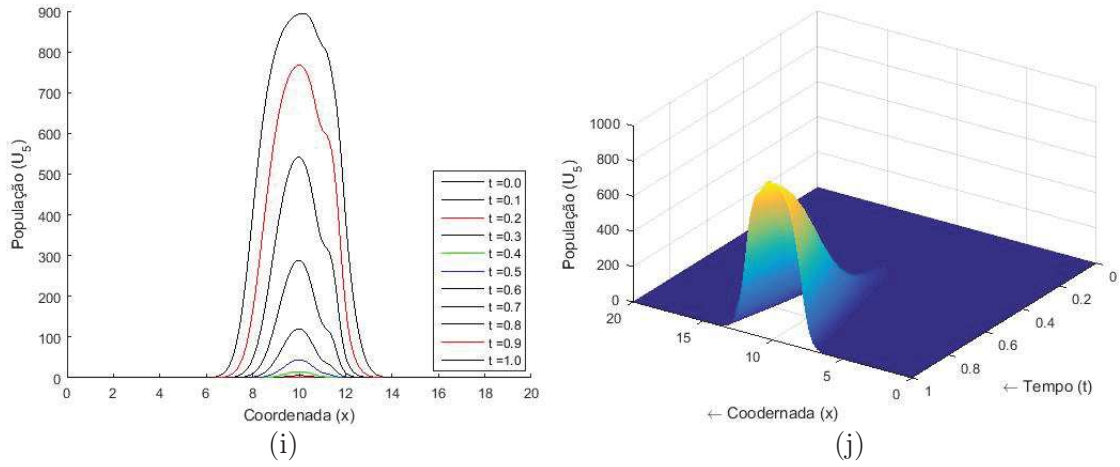 900
800
700
600
500
400
300
200
100
0
População (U5)
0 2 4 6 8 10 12 14 16 18 20
Coordenada (x)
t =0.0
t =0.1
t =0.2
t =0.3
t =0.4
t =0.5
t =0.6
t =0.7
t =0.8
t =0.9
t =1.0
(i)
1000
800
600
400
200
0
População (U5)
20
15
10
5
0
← Coodernada (x)
0
0.2
0.4
0.6
0.8
1
← Tempo (t)
(j)